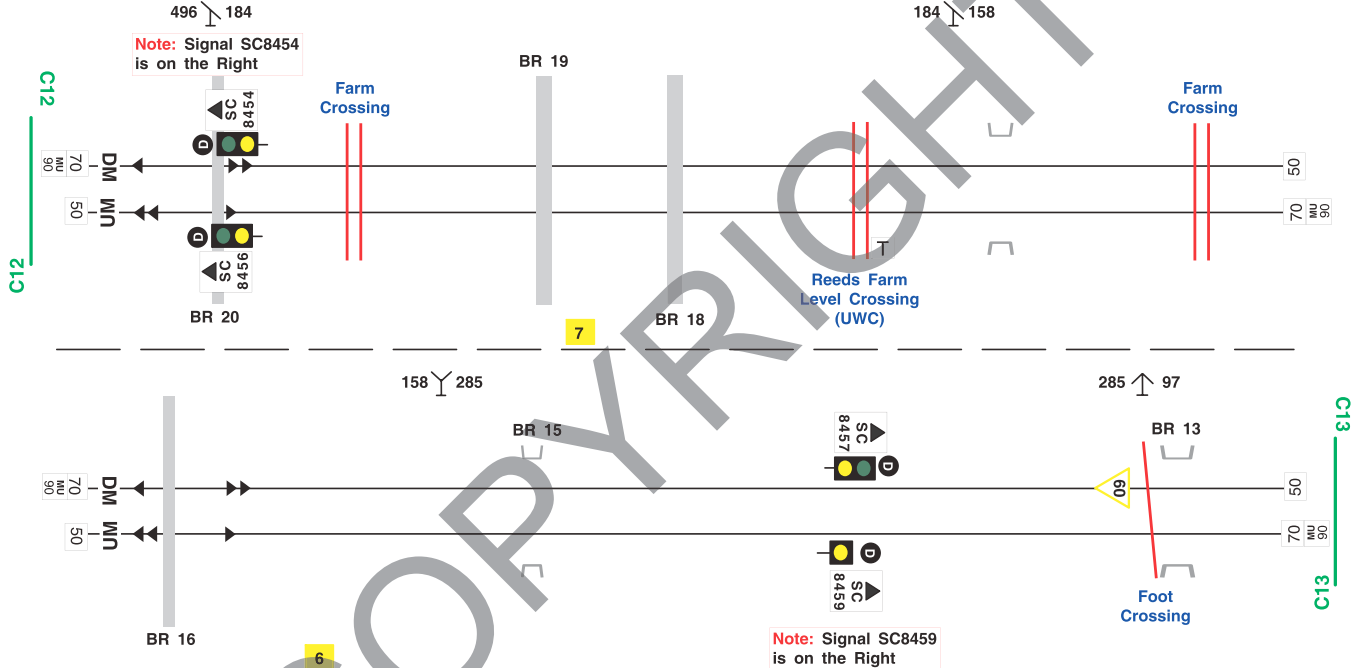 496 184
184 158
Note: Signal SC8454
is on the Right
BR 19
C12
Farm
Crossing
Farm
Crossing
SC
8454
D
70
MU
90
DM
50
50
UM
70
MU
90
D
SC
8456
T
C12
Reeds Farm
Level Crossing
(UWC)
BR 20
BR 18
7
158 285
285 97
C13
BR 15
SC
8457
BR 13
D
70
MU
90
DM
60
50
50
UM
70
MU
90
D
SC
8459
C13
Foot
Crossing
BR 16
Note: Signal SC8459
is on the Right
6
COPYRIGHT